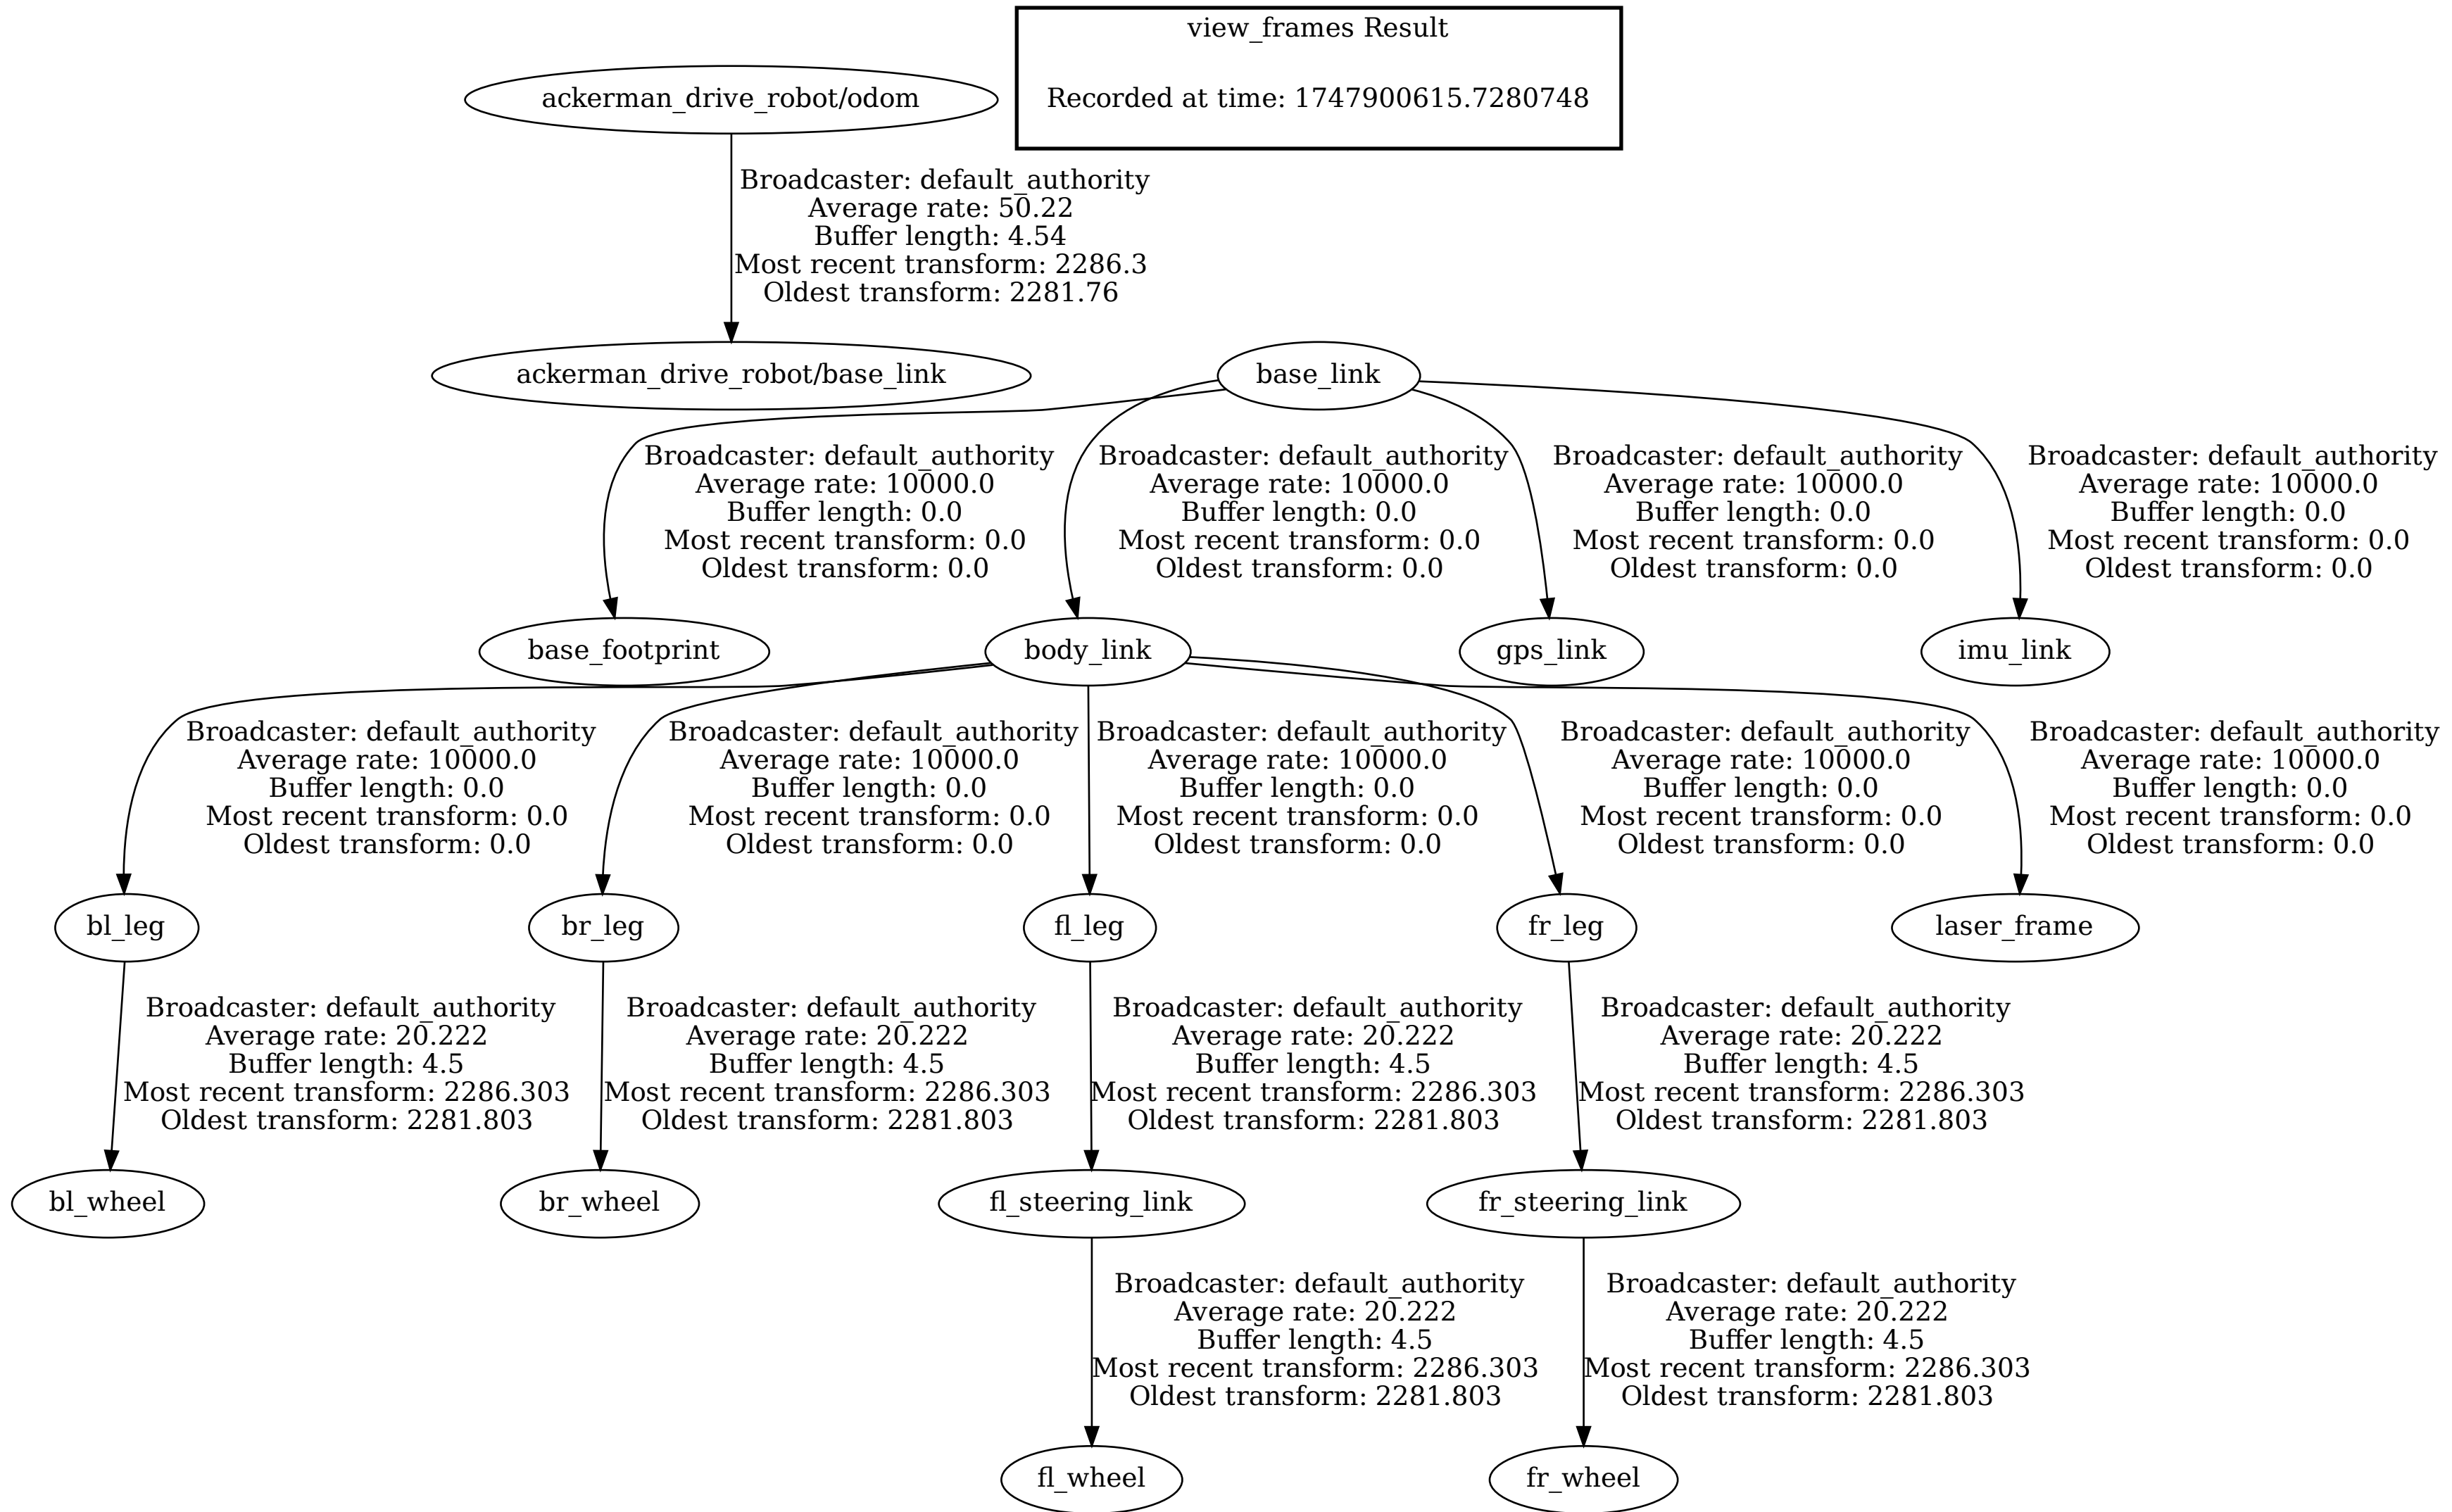 view_frames Result
Recorded at time: 1747900615.7280748
ackerman_drive_robot/odom
Broadcaster: default_authority
Average rate: 50.22
Buffer length: 4.54
Most recent transform: 2286.3
Oldest transform: 2281.76
ackerman_drive_robot/base_link
base_link
Broadcaster: default_authority
Average rate: 10000.0
Buffer length: 0.0
Most recent transform: 0.0
Oldest transform: 0.0
Broadcaster: default_authority
Average rate: 10000.0
Buffer length: 0.0
Most recent transform: 0.0
Oldest transform: 0.0
Broadcaster: default_authority
Average rate: 10000.0
Buffer length: 0.0
Most recent transform: 0.0
Oldest transform: 0.0
Broadcaster: default_authority
Average rate: 10000.0
Buffer length: 0.0
Most recent transform: 0.0
Oldest transform: 0.0
base_footprint
body_link
gps_link
imu_link
Broadcaster: default_authority
Average rate: 10000.0
Buffer length: 0.0
Most recent transform: 0.0
Oldest transform: 0.0
Broadcaster: default_authority
Average rate: 10000.0
Buffer length: 0.0
Most recent transform: 0.0
Oldest transform: 0.0
Broadcaster: default_authority
Average rate: 10000.0
Buffer length: 0.0
Most recent transform: 0.0
Oldest transform: 0.0
Broadcaster: default_authority
Average rate: 10000.0
Buffer length: 0.0
Most recent transform: 0.0
Oldest transform: 0.0
Broadcaster: default_authority
Average rate: 10000.0
Buffer length: 0.0
Most recent transform: 0.0
Oldest transform: 0.0
bl_leg
br_leg
fl_leg
fr_leg
laser_frame
Broadcaster: default_authority
Average rate: 20.222
Buffer length: 4.5
Most recent transform: 2286.303
Oldest transform: 2281.803
Broadcaster: default_authority
Average rate: 20.222
Buffer length: 4.5
Most recent transform: 2286.303
Oldest transform: 2281.803
Broadcaster: default_authority
Average rate: 20.222
Buffer length: 4.5
Most recent transform: 2286.303
Oldest transform: 2281.803
Broadcaster: default_authority
Average rate: 20.222
Buffer length: 4.5
Most recent transform: 2286.303
Oldest transform: 2281.803
bl_wheel
br_wheel
fl_steering_link
fr_steering_link
Broadcaster: default_authority
Average rate: 20.222
Buffer length: 4.5
Most recent transform: 2286.303
Oldest transform: 2281.803
Broadcaster: default_authority
Average rate: 20.222
Buffer length: 4.5
Most recent transform: 2286.303
Oldest transform: 2281.803
fl_wheel
fr_wheel